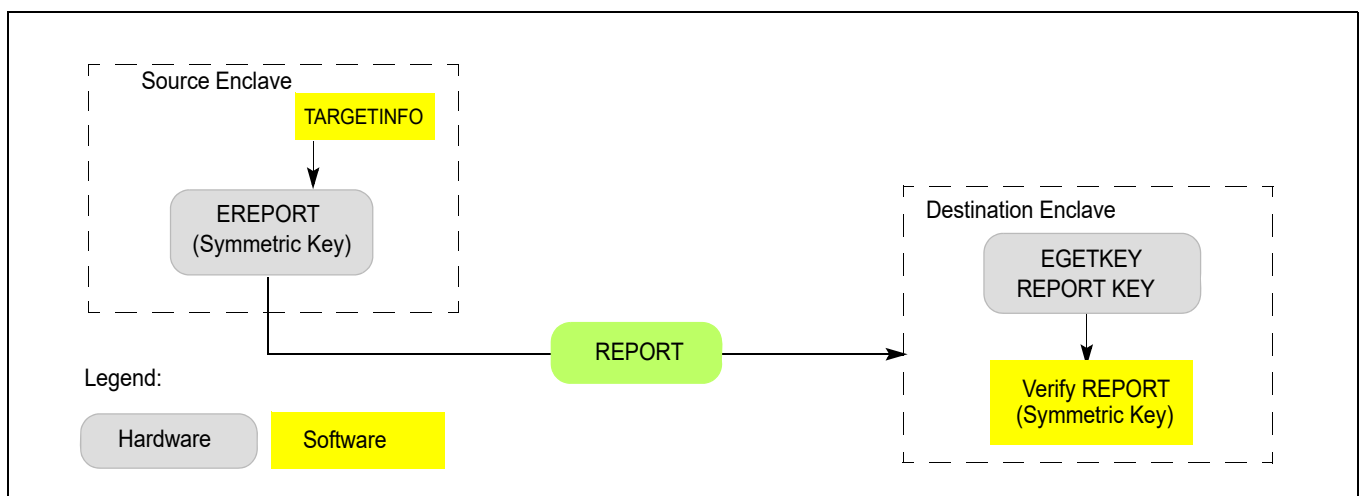 Source Enclave
TARGETINFO
EREPORT
(Symmetric Key)
Destination Enclave
EGETKEY
REPORT KEY
REPORT
Verify REPORT
(Symmetric Key)
Legend:
Hardware
Software